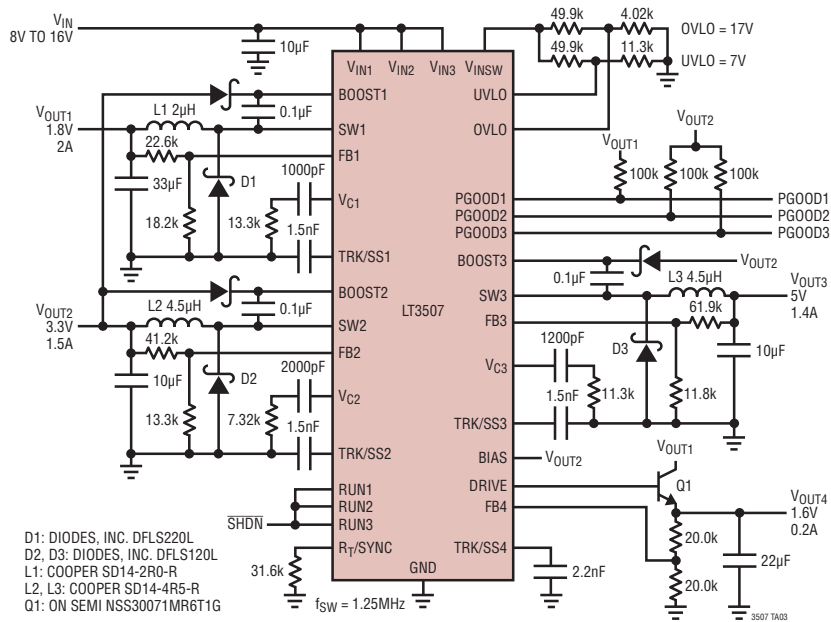 VIN
8V TO 16V
10µF
49.9k
4.02k
OVLO = 17V
49.9k
11.3k
UVLO = 7V
VIN1
VIN2
VIN3
VINSW
BOOST1
UVLO
0.1µF
VOUT1
1.8V
2A
L1 2µH
SW1
OVLO
22.6k
FB1
33µF
D1
1000pF
VC1
18.2k
13.3k
1.5nF
TRK/SS1
VOUT1
VOUT2
100k
100k
100k
PGOOD1
PGOOD1
PGOOD2
PGOOD2
PGOOD3
PGOOD3
BOOST3
VOUT2
BOOST2
0.1µF
LT3507
0.1µF
SW3
L3 4.5µH
VOUT3
5V
1.4A
VOUT2
3.3V
1.5A
L2 4.5µH
SW2
FB3
61.9k
41.2k
FB2
10µF
D2
2000pF
VC2
13.3k
7.32k
1.5nF
TRK/SS2
1200pF
VC3
D3
10µF
1.5nF
11.3k
11.8k
TRK/SS3
BIAS
VOUT2
VOUT1
RUN1
RUN2
RUN3
SHDN
DRIVE
Q1
FB4
VOUT4
1.6V
0.2A
20.0k
22µF
20.0k
RT/SYNC
31.6k
GND
TRK/SS4
2.2nF
fSW = 1.25MHz
D1: DIODES, INC. DFLS220L
D2, D3: DIODES, INC. DFLS120L
L1: COOPER SD14-2R0-R
L2, L3: COOPER SD14-4R5-R
Q1: ON SEMI NSS30071MR6T1G
3507 TA03